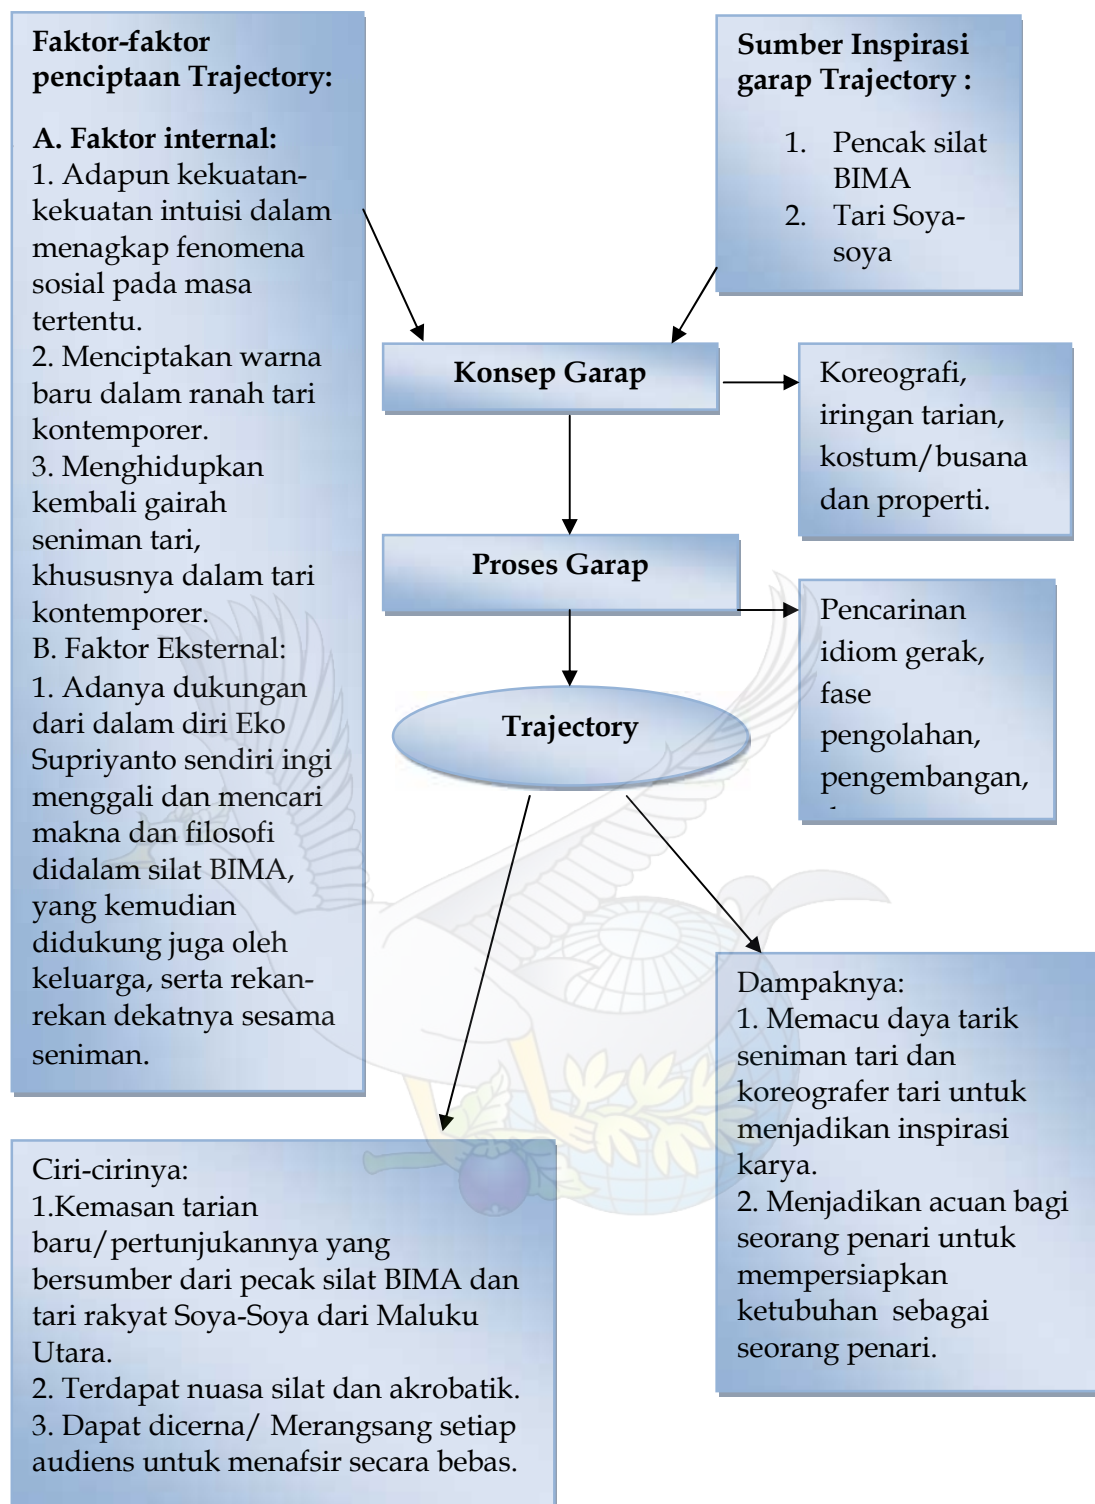 Faktor-faktor
penciptaan Trajectory:
A. Faktor internal:
1. Adapun kekuatan-
kekuatan intuisi dalam
menagkap fenomena
sosial pada masa
tertentu.
2. Menciptakan warna
baru dalam ranah tari
kontemporer.
3. Menghidupkan
kembali gairah
seniman tari,
khususnya dalam tari
kontemporer.
B. Faktor Eksternal:
1. Adanya dukungan
dari dalam diri Eko
Supriyanto sendiri ingi
menggali dan mencari
makna dan filosofi
didalam silat BIMA,
yang kemudian
didukung juga oleh
keluarga, serta rekan-
rekan dekatnya sesama
seniman.
Sumber Inspirasi
garap Trajectory :
1. Pencak silat
BIMA
2. Tari Soya-
soya
Konsep Garap
Koreografi,
iringan tarian,
kostum/busana
dan properti.
Proses Garap
Pencarinan
idiom gerak,
fase
pengolahan,
pengembangan,
Trajectory
Dampaknya:
1. Memacu daya tarik
seniman tari dan
koreografer tari untuk
menjadikan inspirasi
karya.
2. Menjadikan acuan bagi
seorang penari untuk
mempersiapkan
ketubuhan sebagai
seorang penari.
Ciri-cirinya:
1.Kemasan tarian
baru/pertunjukannya yang
bersumber dari pecak silat BIMA dan
tari rakyat Soya-Soya dari Maluku
Utara.
2. Terdapat nuasa silat dan akrobatik.
3. Dapat dicerna/ Merangsang setiap
audiens untuk menafsir secara bebas.